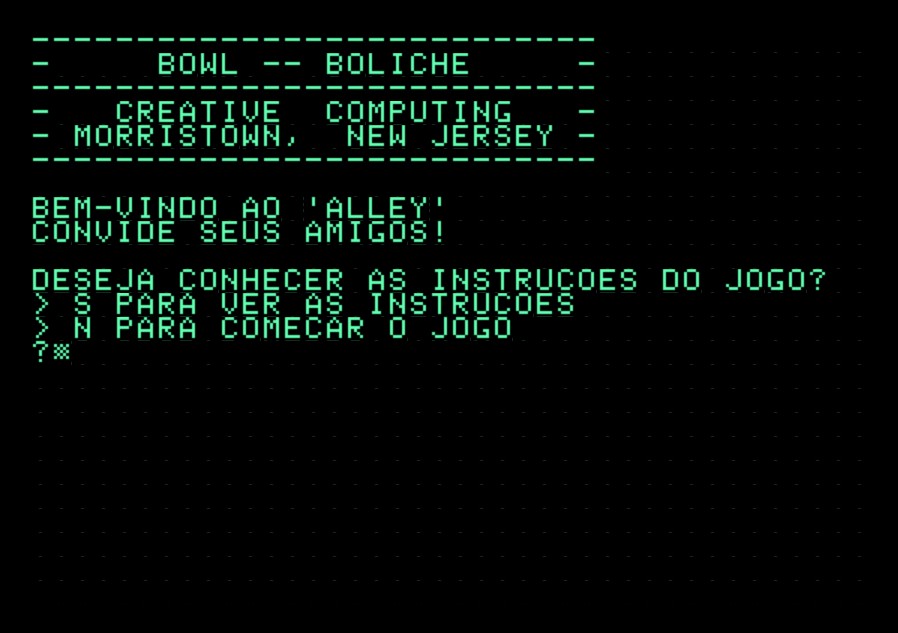 ---------------------------
-     BOWL -- BOLICHE     -
---------------------------
-   CREATIVE  COMPUTING   -
- MORRISTOWN,  NEW JERSEY -
---------------------------
BEM-VINDO AO 'ALLEY'
CONVIDE SEUS AMIGOS!
DESEJA CONHECER AS INSTRUCOES DO JOGO?
> S PARA VER AS INSTRUCOES
> N PARA COMECAR O JOGO
?